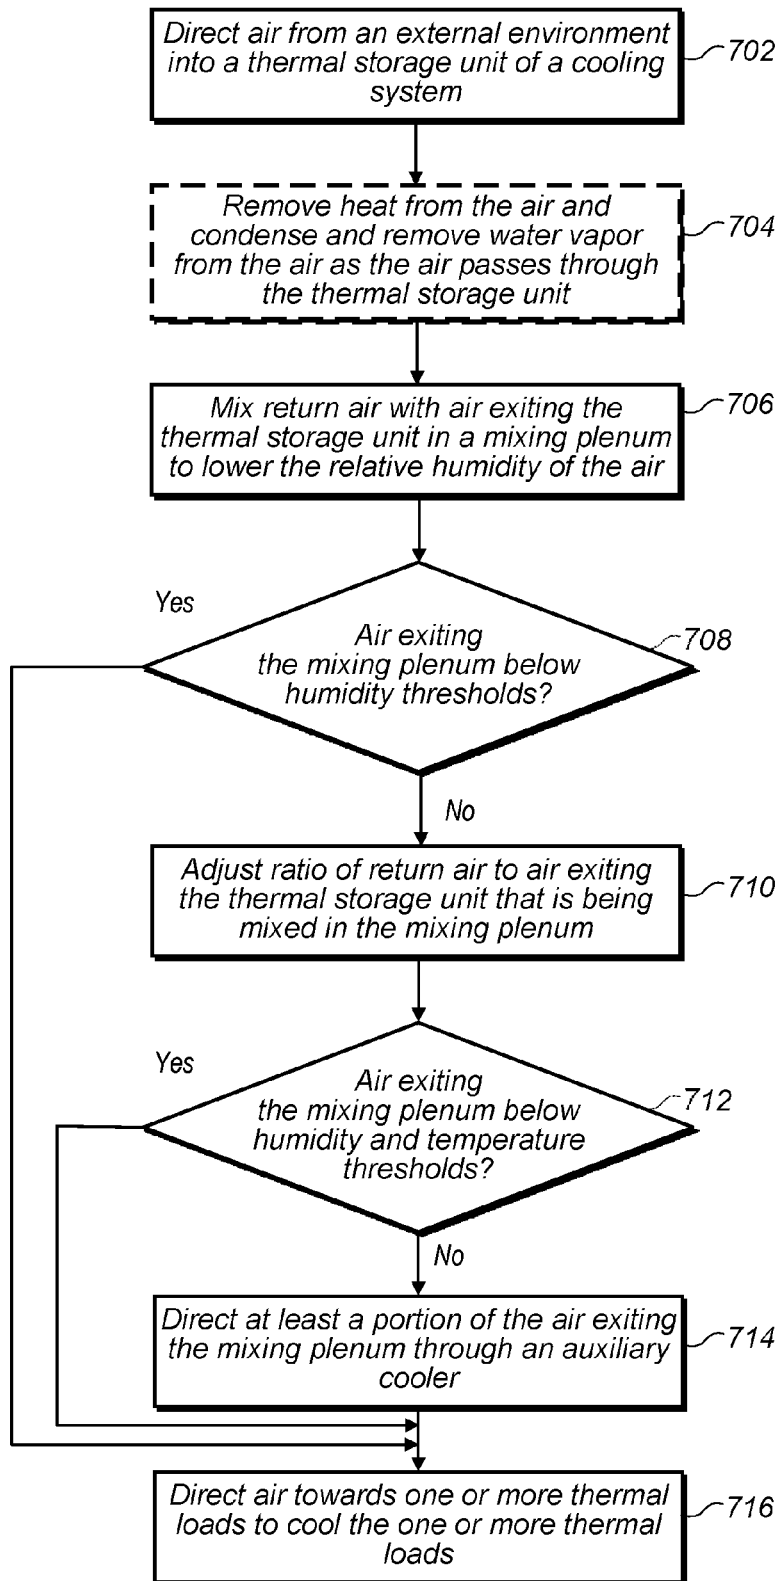 Direct air from an external environment
into a thermal storage unit of a cooling
system
702
Remove heat from the air and
condense and remove water vapor
from the air as the air passes through
the thermal storage unit
704
Mix return air with air exiting the
thermal storage unit in a mixing plenum
to lower the relative humidity of the air
706
Yes
Air exiting
the mixing plenum below
humidity thresholds?
708
No
Adjust ratio of return air to air exiting
the thermal storage unit that is being
mixed in the mixing plenum
710
Yes
Air exiting
the mixing plenum below
humidity and temperature
thresholds?
712
No
Direct at least a portion of the air exiting
the mixing plenum through an auxiliary
cooler
714
Direct air towards one or more thermal
loads to cool the one or more thermal
loads
716